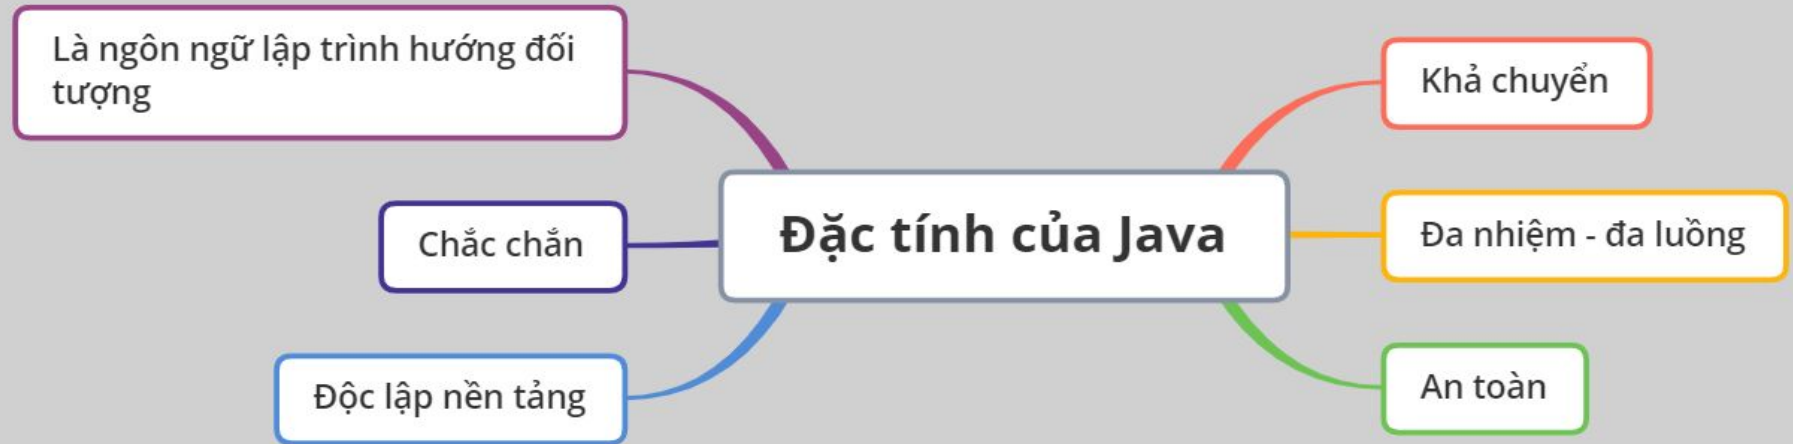 Là ngôn ngữ lập trình hướng đối
tượng
Chắc chắn
Độc lập nền tảng
Đặc tính của Java
Khả chuyển
Đa nhiệm - đa luồng
An toàn